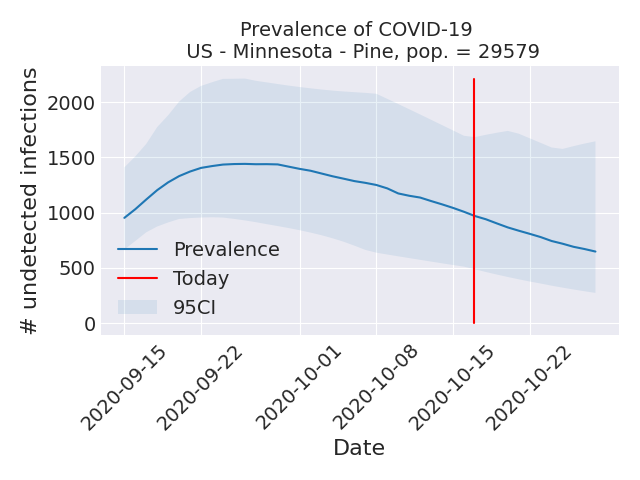 Prevalence of COVID-19
US - Minnesota - Pine, pop. = 29579
# undetected infections
2000
1500
1000
500
0
Prevalence
Today
95CI
2020-09-15
2020-09-22
2020-10-01
2020-10-08
2020-10-15
2020-10-22
Date